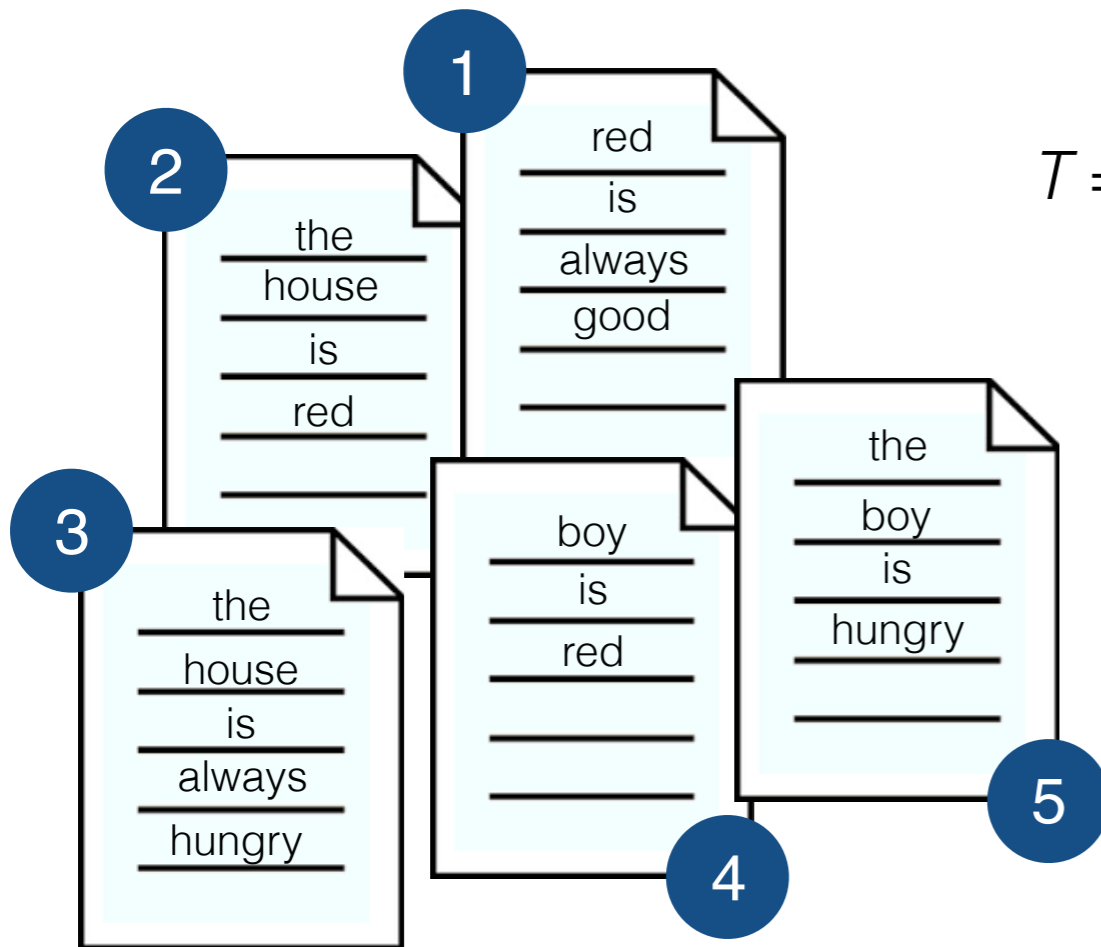 1
red
is
always
good
2
the
house
is
red
T =
3
the
house
is
always
hungry
4
boy
is
red
5
the
boy
is
hungry